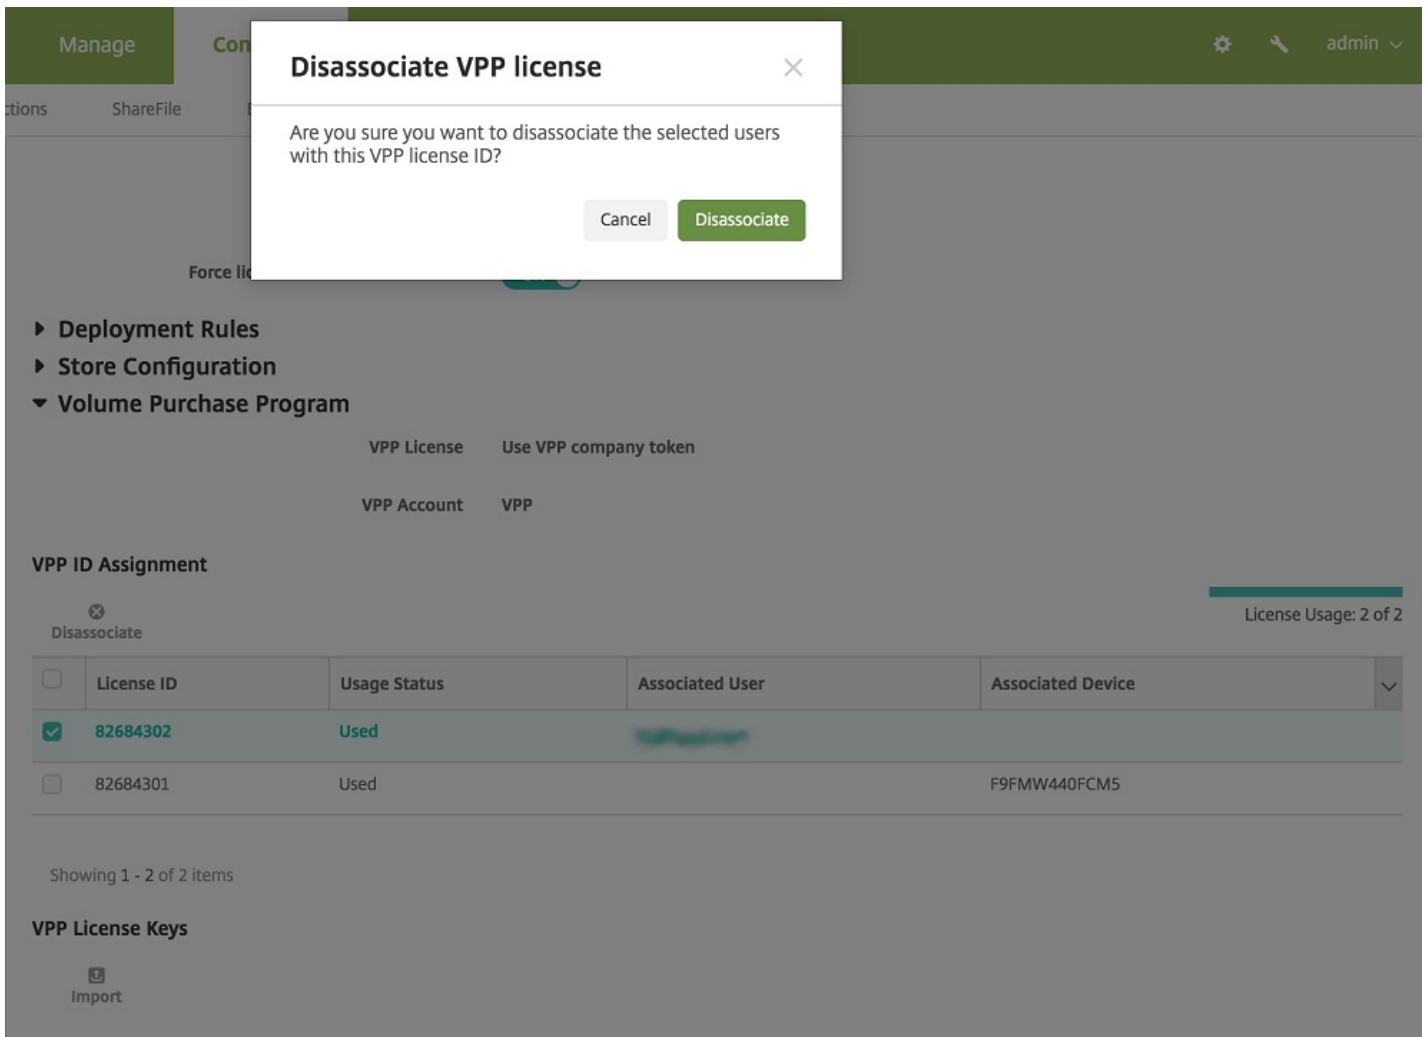 Manage
Con
admin
Disassociate VPP license
ctions
ShareFile
Are you sure you want to disassociate the selected users
with this VPP license ID?
Cancel
Disassociate
Force lic
Deployment Rules
Store Configuration
Volume Purchase Program
VPP License
Use VPP company token
VPP Account
VPP
VPP ID Assignment
Disassociate
License Usage: 2 of 2
License ID
Usage Status
Associated User
Associated Device
82684302
Used
82684301
Used
F9FMW440FCM5
Showing 1 - 2 of 2 items
VPP License Keys
Import